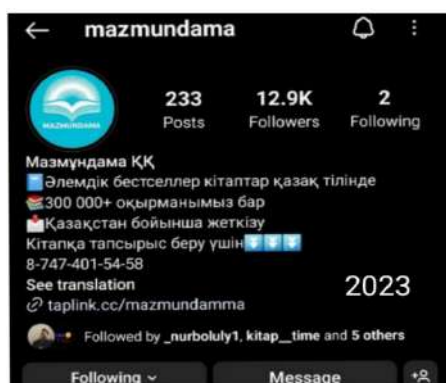 mazmundama
MAZMUNDAMA
233
12.9K
2
Posts
Followers
Following
Мазмұндама ҚҚ
📘Әлемдік бестселлер кітаптар қазақ тілінде
📚300 000+ оқырманымыз бар
📩Қазақстан бойынша жеткізу
Кітапқа тапсырыс беру үшін⏬⏬⏬
8-747-401-54-58
See translation
2023
taplink.cc/mazmundamma
Followed by _nurboluly1, kitap__time and 5 others
Following
Message